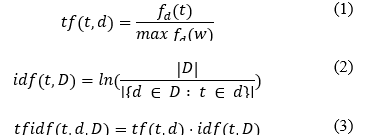 tf(t,d) = f_d(t) / max f_d(w) (1)
idf(t,D) = ln(|D| / |{d ∈ D : t ∈ d}|) (2)
tfidf(t,d,D) = tf(t,d) · idf(t,D) (3)